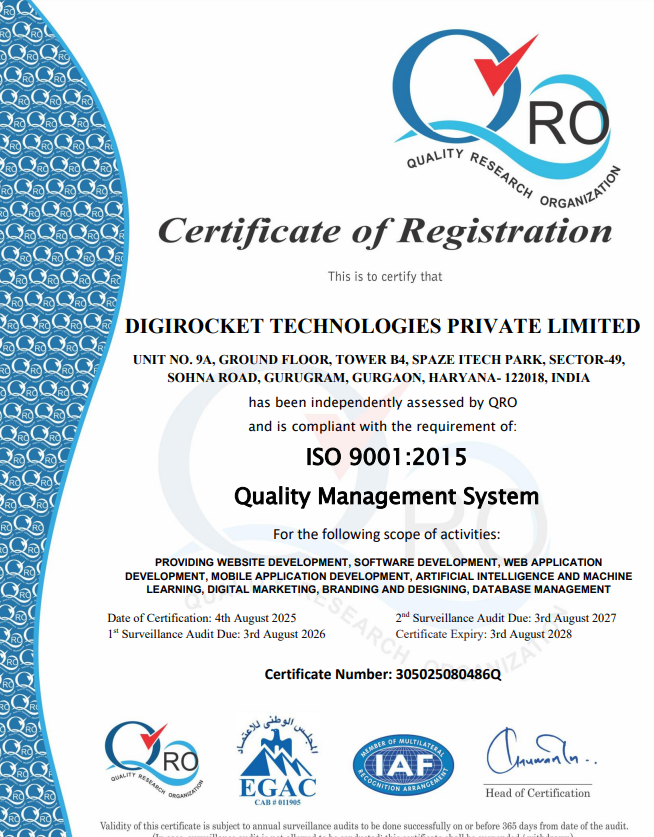 QRO
QUALITY RESEARCH ORGANIZATION
Certificate of Registration
This is to certify that
DIGIROCKET TECHNOLOGIES PRIVATE LIMITED
UNIT NO. 9A, GROUND FLOOR, TOWER B4, SPAZE ITECH PARK, SECTOR-49,
SOHNA ROAD, GURUGRAM, GURGAON, HARYANA- 122018, INDIA
has been independently assessed by QRO
and is compliant with the requirement of:
ISO 9001:2015
Quality Management System
For the following scope of activities:
PROVIDING WEBSITE DEVELOPMENT, SOFTWARE DEVELOPMENT, WEB APPLICATION
DEVELOPMENT, MOBILE APPLICATION DEVELOPMENT, ARTIFICIAL INTELLIGENCE AND MACHINE
LEARNING, DIGITAL MARKETING, BRANDING AND DESIGNING, DATABASE MANAGEMENT
Date of Certification: 4th August 2025
2nd Surveillance Audit Due: 3rd August 2027
1st Surveillance Audit Due: 3rd August 2026
Certificate Expiry: 3rd August 2028
Certificate Number: 305025080486Q
QRO
QUALITY RESEARCH ORGANIZATION
المجلس الوطنى للاعتماد
EGAC
CAB # 011905
MEMBER OF MULTILATERAL
IAF
RECOGNITION ARRANGEMENT
Head of Certification
Validity of this certificate is subject to annual surveillance audits to be done successfully on or before 365 days from date of the audit.